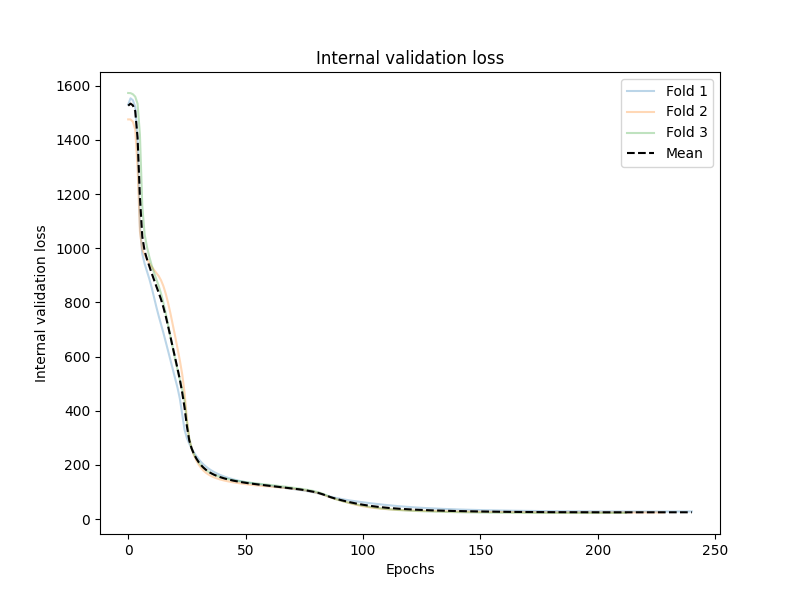 Internal validation loss
Fold 1
Fold 2
Fold 3
Mean
Internal validation loss
1600
1400
1200
1000
800
600
400
200
0
0 50 100 150 200 250
Epochs